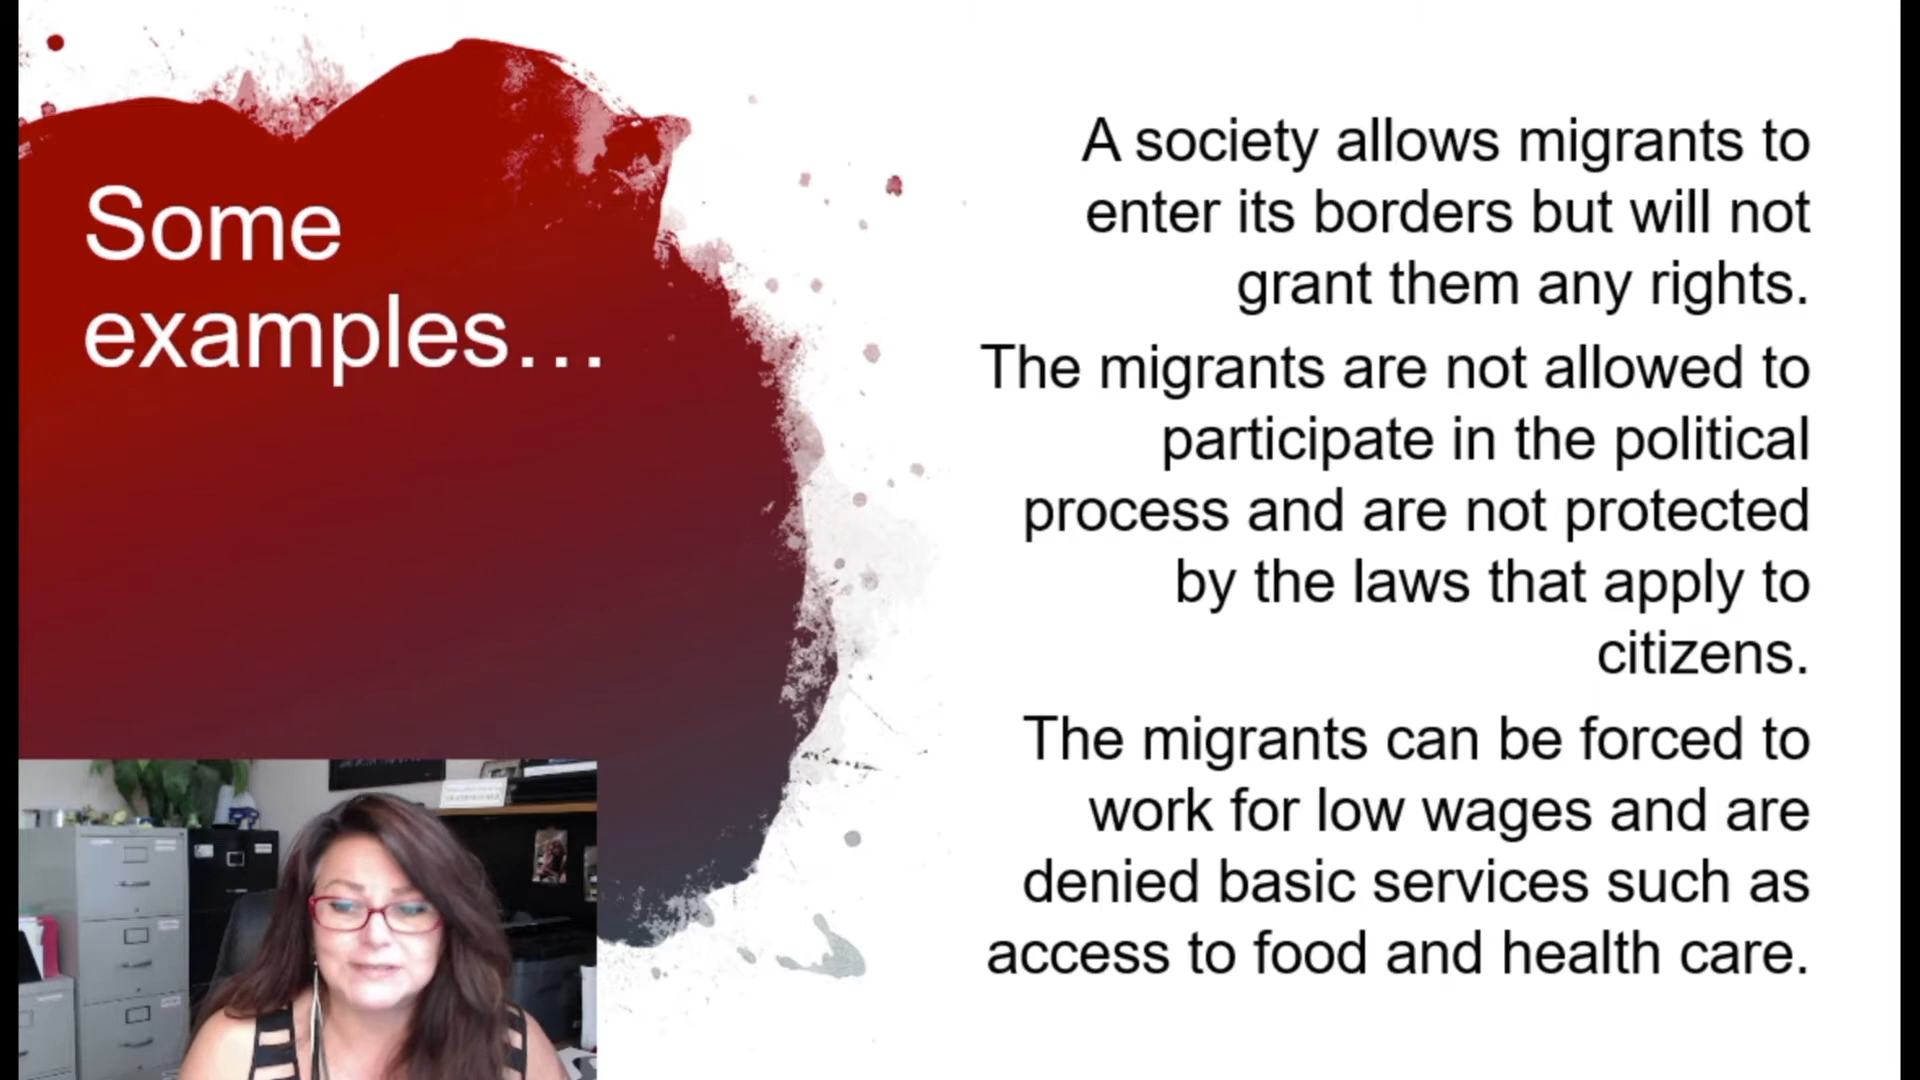 Some
examples…
A society allows migrants to
enter its borders but will not
grant them any rights.
The migrants are not allowed to
participate in the political
process and are not protected
by the laws that apply to
citizens.
The migrants can be forced to
work for low wages and are
denied basic services such as
access to food and health care.